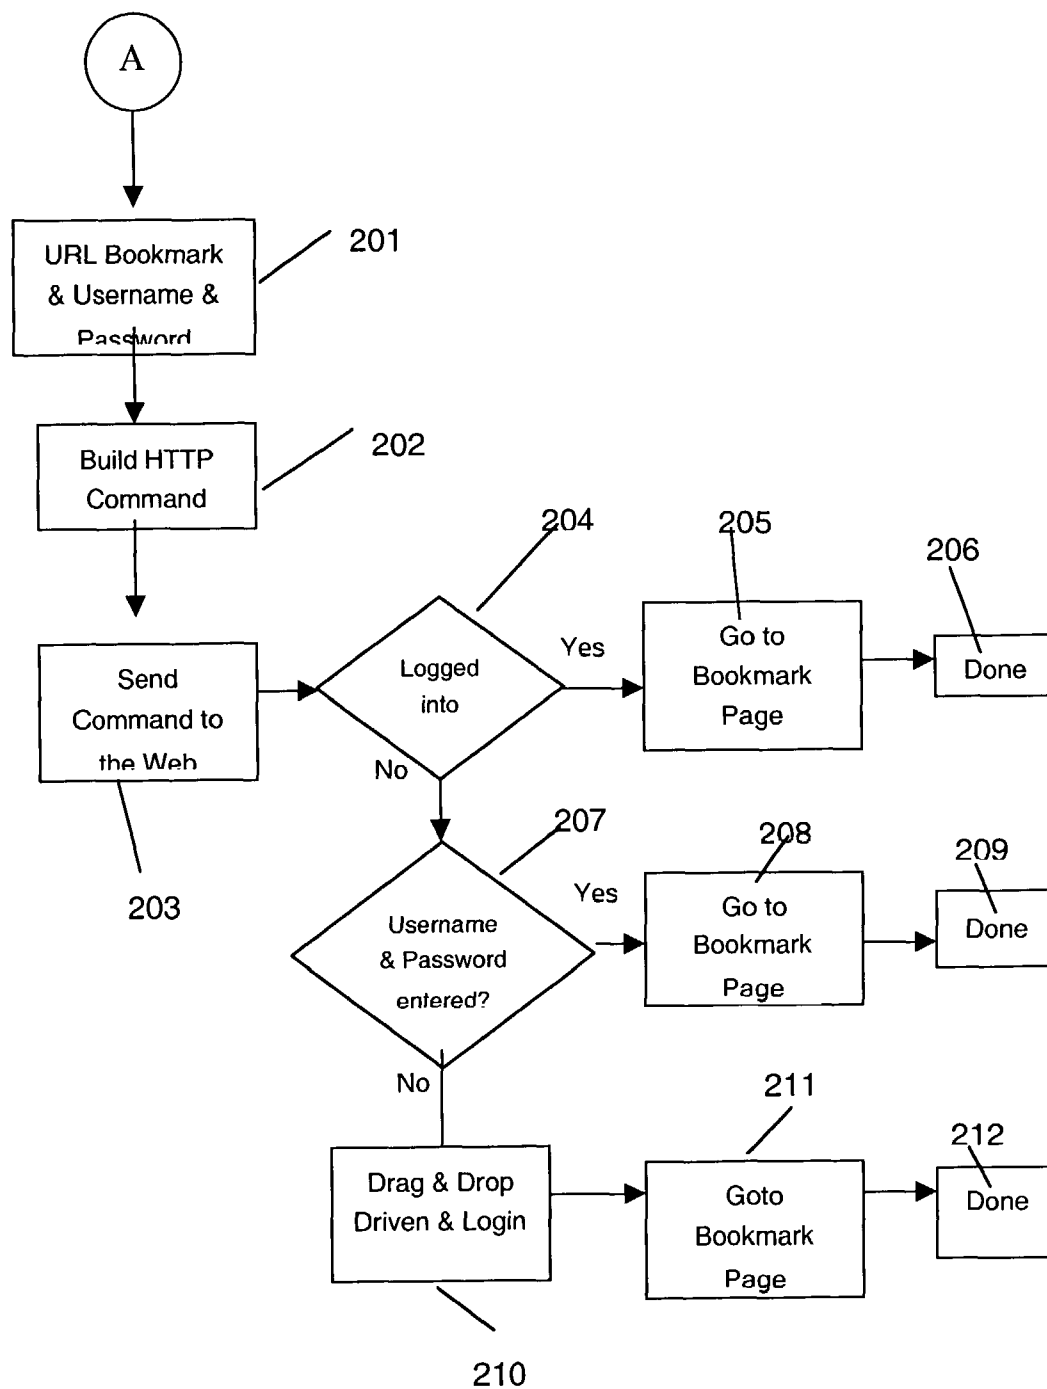 A
201
URL Bookmark
& Username &
Password
202
Build HTTP
Command
203
Send
Command to
the Web
204
Logged
into
Yes
No
205
Go to
Bookmark
Page
206
Done
207
Username
& Password
entered?
Yes
No
208
Go to
Bookmark
Page
209
Done
210
Drag & Drop
Driven & Login
211
Goto
Bookmark
Page
212
Done